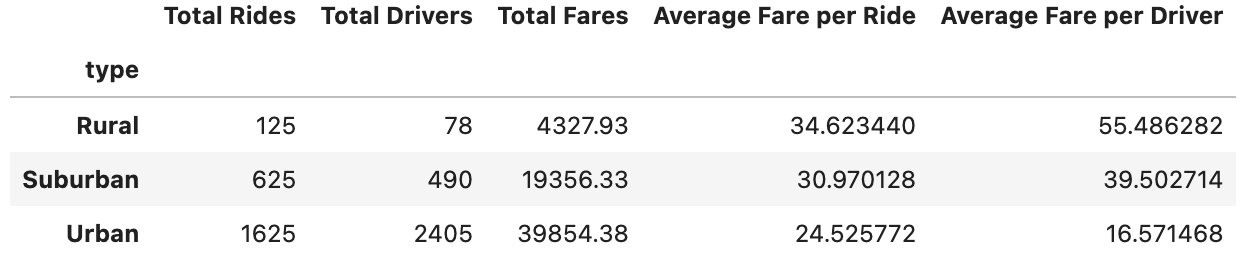 Total Rides Total Drivers Total Fares Average Fare per Ride Average Fare per Driver
type
Rural 125 78 4327.93 34.623440 55.486282
Suburban 625 490 19356.33 30.970128 39.502714
Urban 1625 2405 39854.38 24.525772 16.571468